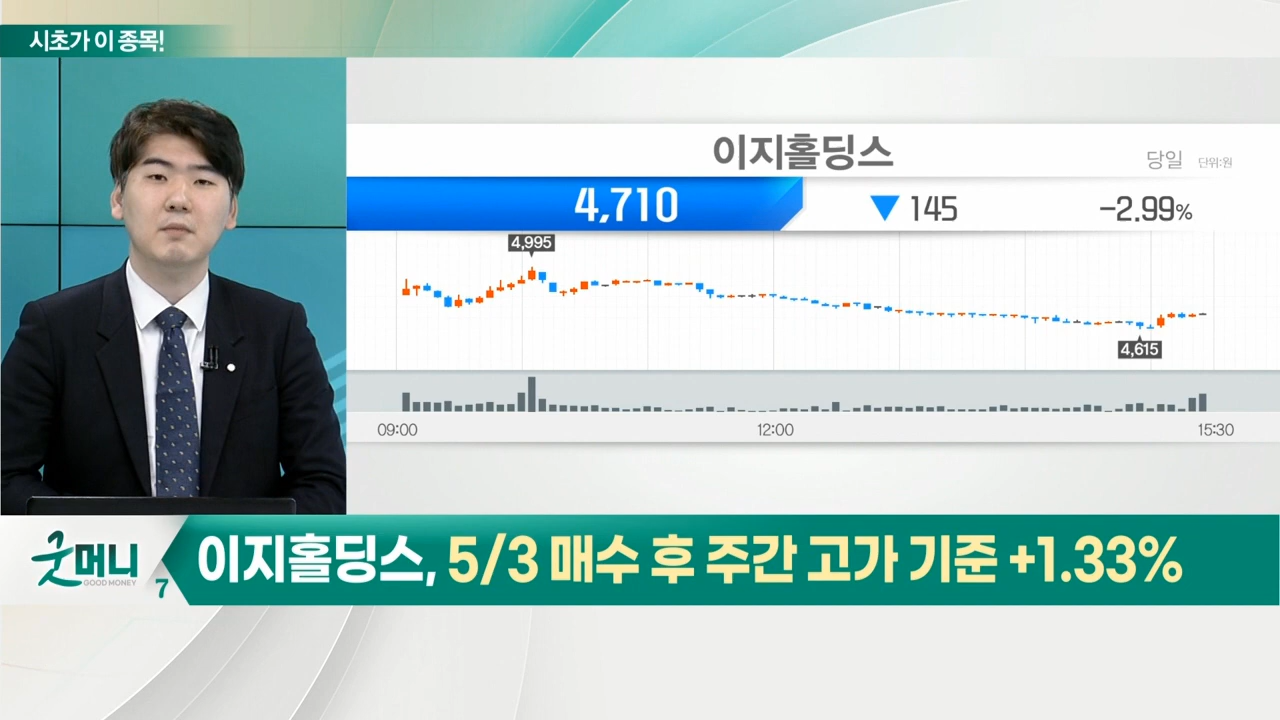 시초가 이 종목!
이지홀딩스
당일 단위:원
4,710 ▼ 145 -2.99%
4,995
4,615
09:00 12:00 15:30
굿머니
GOOD MONEY
7
이지홀딩스, 5/3 매수 후 주간 고가 기준 +1.33%